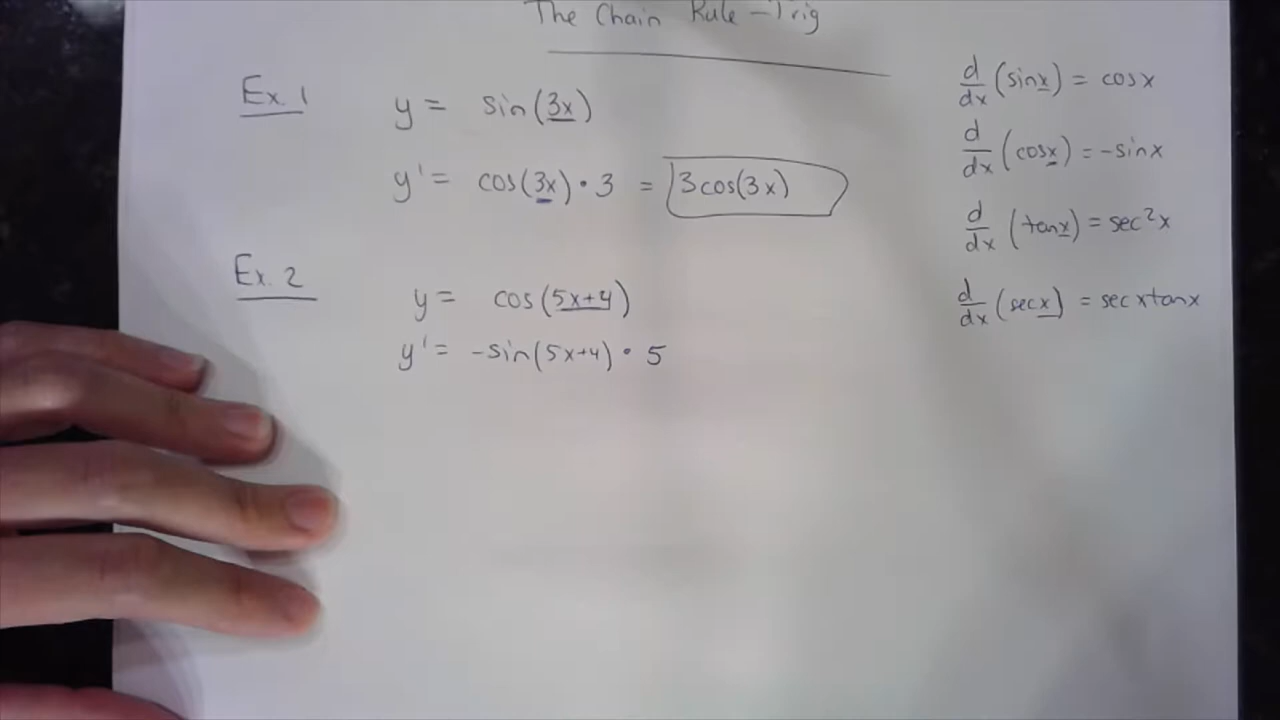 The Chain Rule - Trig
Ex. 1
y = sin(3x)
y' = cos(3x) • 3 = 3cos(3x)
Ex. 2
y = cos(5x+4)
y' = -sin(5x+4) • 5
d/dx (sinx) = cosx
d/dx (cosx) = -sinx
d/dx (tanx) = sec²x
d/dx (secx) = secxtanx